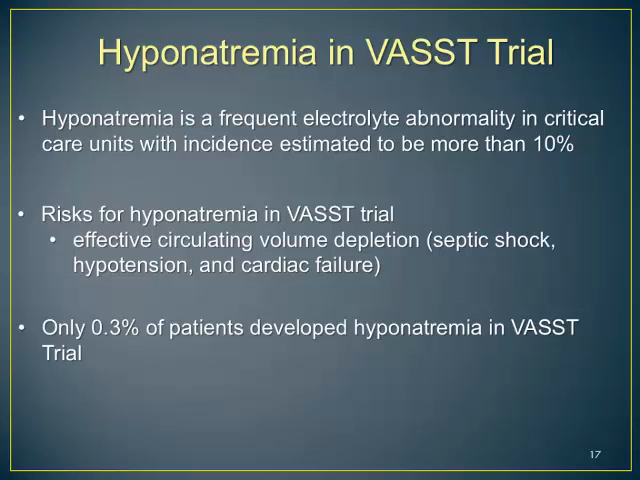 Hyponatremia in VASST Trial
• Hyponatremia is a frequent electrolyte abnormality in critical
care units with incidence estimated to be more than 10%
• Risks for hyponatremia in VASST trial
• effective circulating volume depletion (septic shock,
hypotension, and cardiac failure)
• Only 0.3% of patients developed hyponatremia in VASST
Trial
17